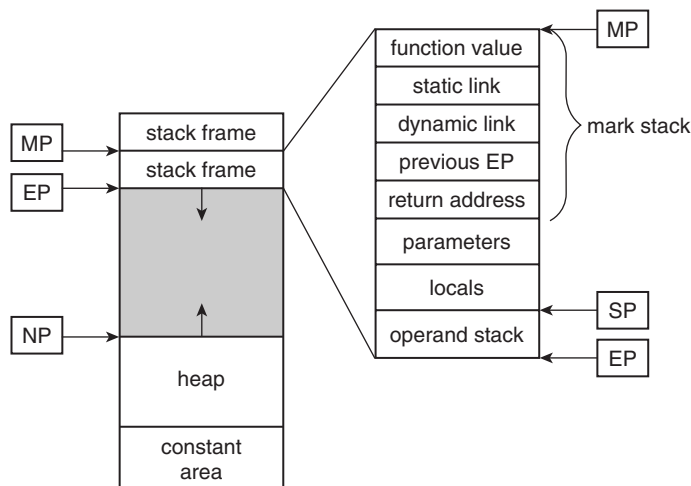 MP
EP
NP
stack frame
stack frame
heap
constant
area
function value
static link
dynamic link
previous EP
return address
parameters
locals
operand stack
MP
mark stack
SP
EP